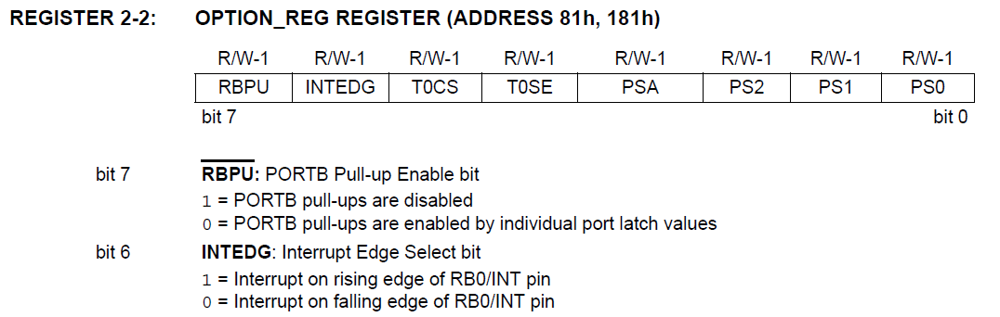 REGISTER 2-2: OPTION_REG REGISTER (ADDRESS 81h, 181h)
R/W-1 R/W-1 R/W-1 R/W-1 R/W-1 R/W-1 R/W-1 R/W-1
RBPU INTEDG T0CS T0SE PSA PS2 PS1 PS0
bit 7 bit 0
bit 7 RBPU: PORTB Pull-up Enable bit
1 = PORTB pull-ups are disabled
0 = PORTB pull-ups are enabled by individual port latch values
bit 6 INTEDG: Interrupt Edge Select bit
1 = Interrupt on rising edge of RB0/INT pin
0 = Interrupt on falling edge of RB0/INT pin